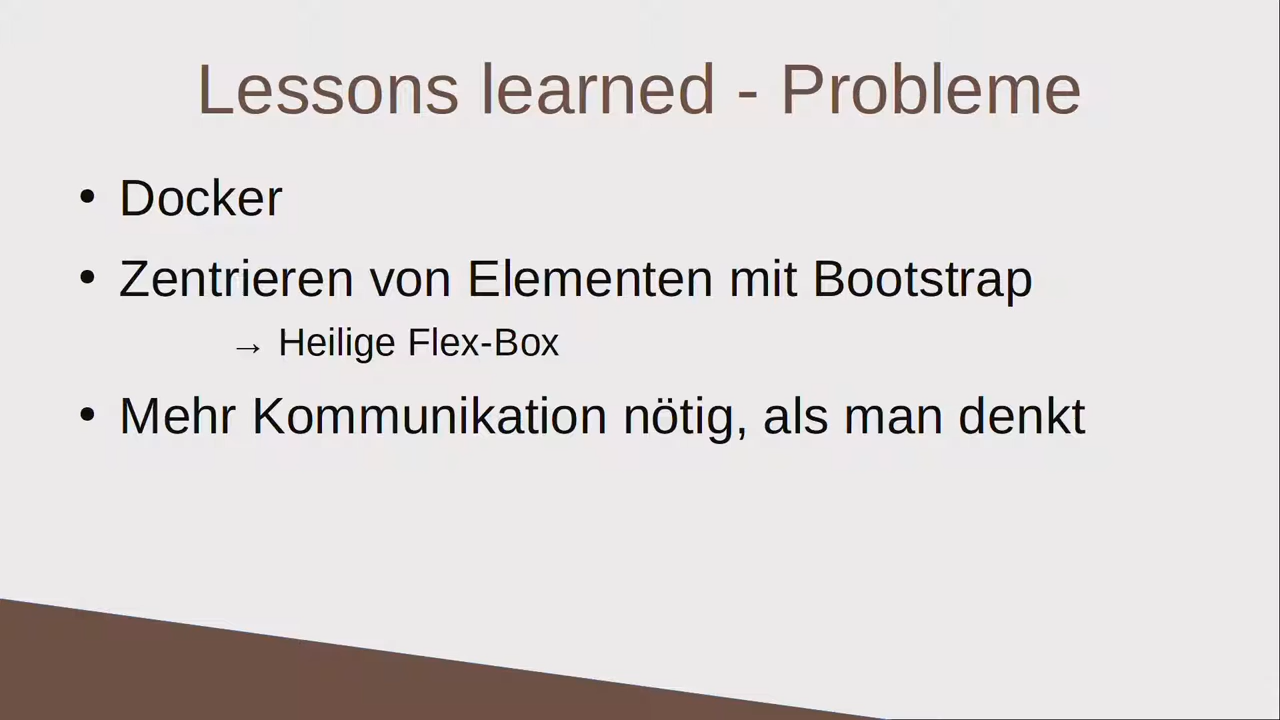 Lessons learned - Probleme
• Docker
• Zentrieren von Elementen mit Bootstrap
→ Heilige Flex-Box
• Mehr Kommunikation nötig, als man denkt